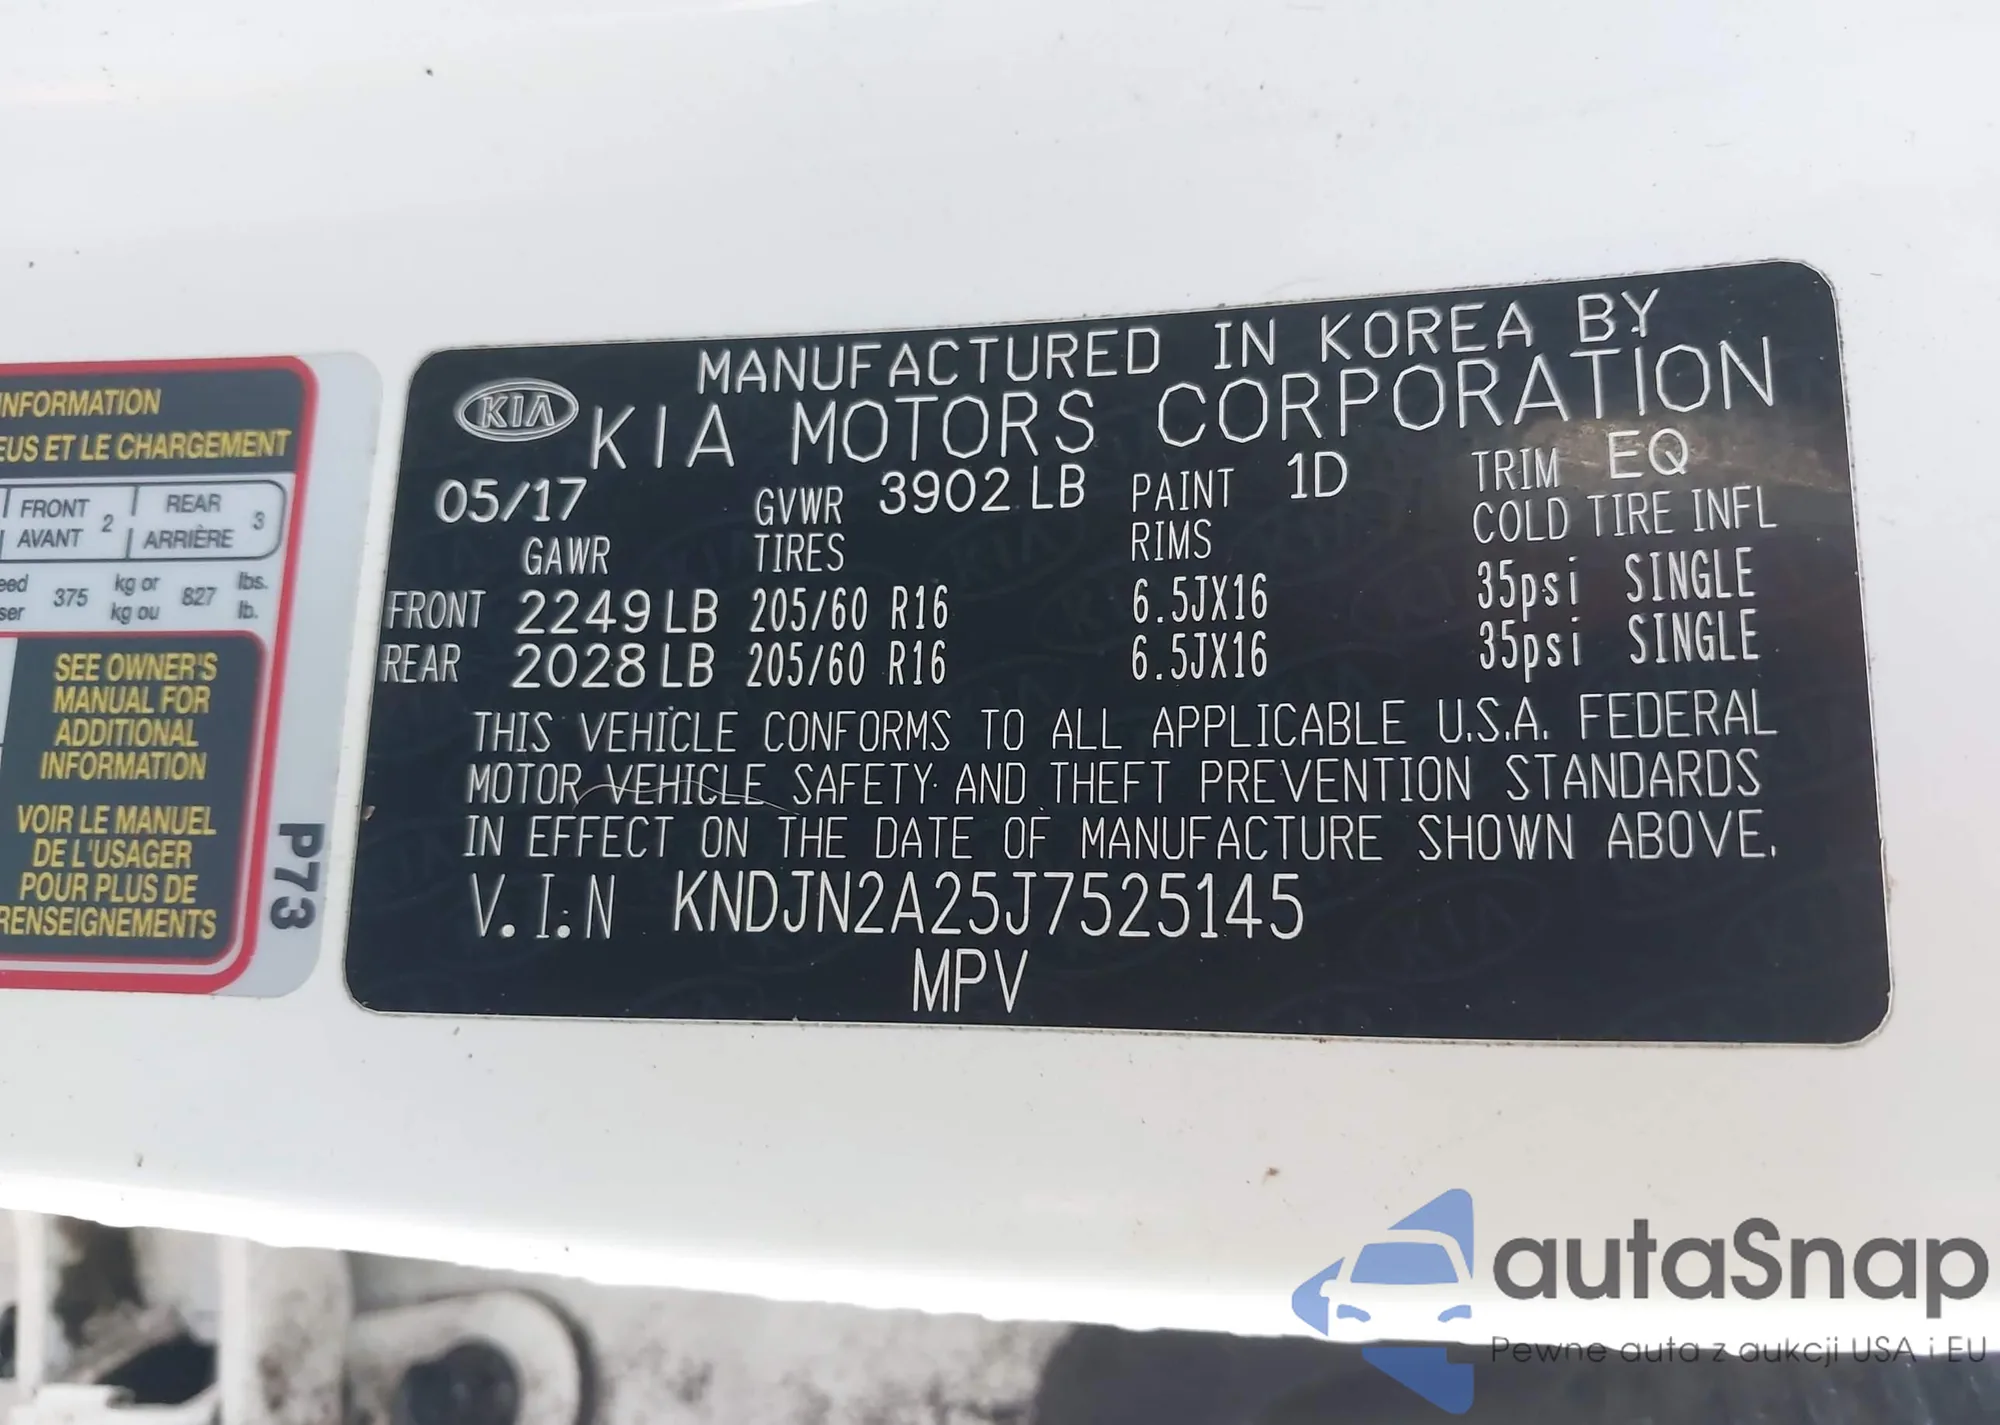 INFORMATION
EUS ET LE CHARGEMENT
FRONT 2 REAR 3
AVANT ARRIÈRE
375 kg or 827 lbs.
kg ou lb.
SEE OWNER'S
MANUAL FOR
ADDITIONAL
INFORMATION
VOIR LE MANUEL
DE L'USAGER
POUR PLUS DE
RENSEIGNEMENTS
P73
MANUFACTURED IN KOREA BY
KIA KIA MOTORS CORPORATION
05/17 GVWR 3902 LB PAINT 1D TRIM EQ
GAWR TIRES RIMS COLD TIRE INFL
FRONT 2249 LB 205/60 R16 6.5JX16 35psi SINGLE
REAR 2028 LB 205/60 R16 6.5JX16 35psi SINGLE
THIS VEHICLE CONFORMS TO ALL APPLICABLE U.S.A. FEDERAL
MOTOR VEHICLE SAFETY AND THEFT PREVENTION STANDARDS
IN EFFECT ON THE DATE OF MANUFACTURE SHOWN ABOVE.
V.I.N KNDJN2A25J7525145
MPV
autaSnap
Pewne auta z aukcji USA i EU